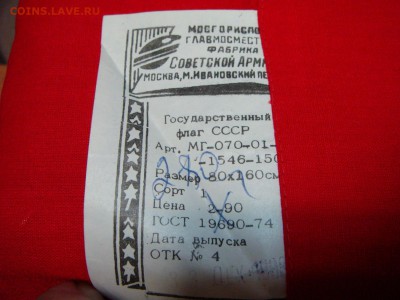 COINS.LAVE.RU
МОСГОРИСПО
ГЛАВМОСМЕСТ
ФАБРИКА
СОВЕТСКОЙ АРМ
МОСКВА, М.ИВАНОВСКИЙ ПЕ
Государственный
флаг СССР
Арт. МГ-070-01-
-1546-150
Размер 80х160см
Сорт 1
Цена 2-90
ГОСТ 19690-74
Дата выпуска
ОТК № 4